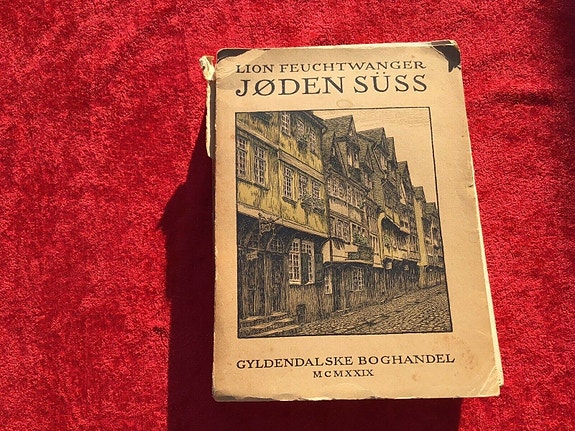 LION FEUCHTWANGER
JØDEN SÜSS
GYLDENDALSKE BOGHANDEL
MCMXXIX